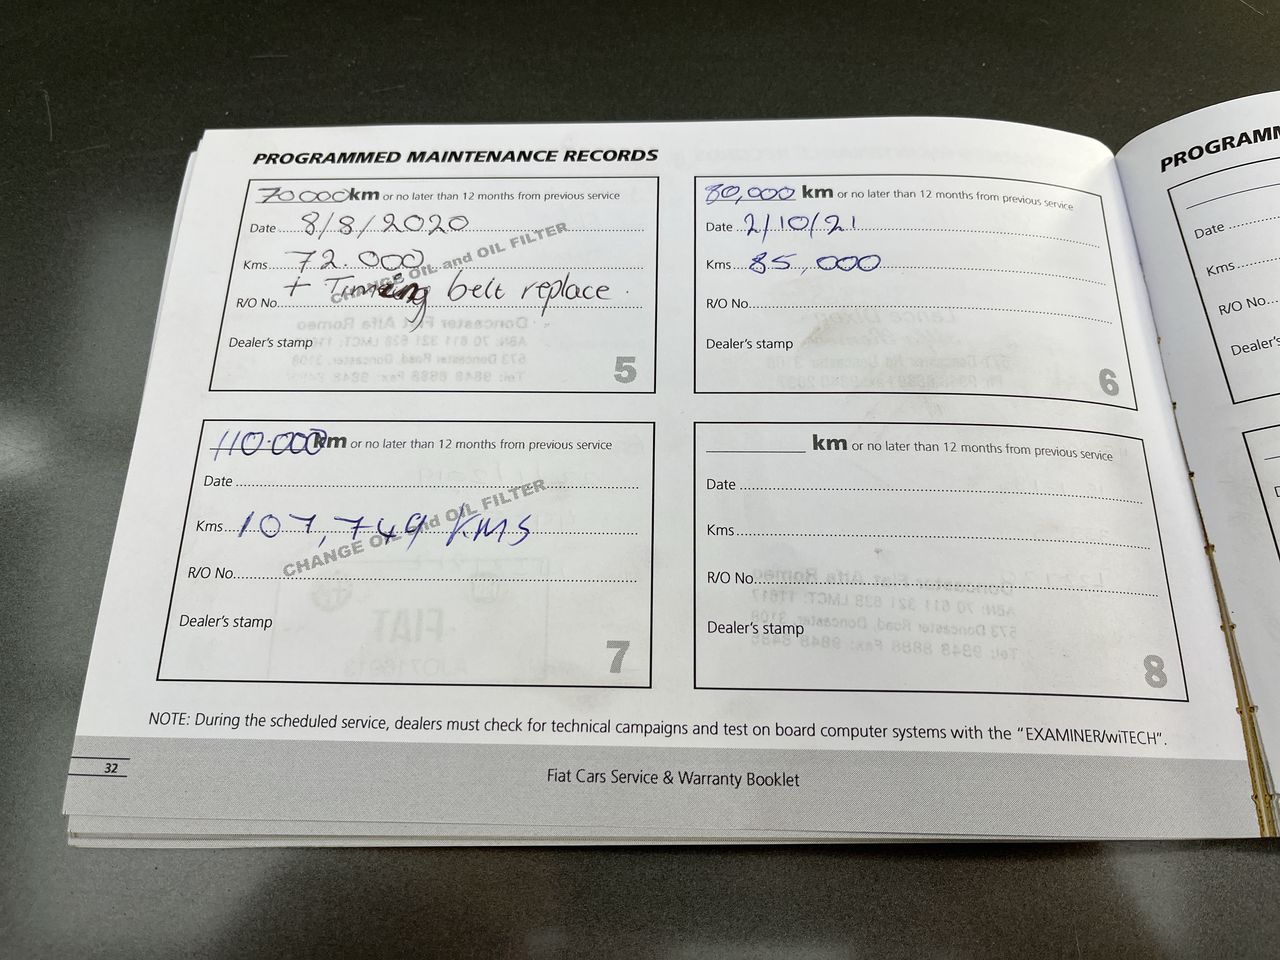 PROGRAMMED MAINTENANCE RECORDS
70000 km or no later than 12 months from previous service
Date 8/8/2020
Kms 72.000
CHANGE OIL and OIL FILTER
+ Timing belt replace
R/O No.
Dealer's stamp
5
80,000 km or no later than 12 months from previous service
Date 2/10/21
Kms 85,000
R/O No.
Dealer's stamp
6
110.000 km or no later than 12 months from previous service
Date
Kms 107,749 KMS
CHANGE OIL and OIL FILTER
R/O No.
Dealer's stamp
7
km or no later than 12 months from previous service
Date
Kms
R/O No.
Dealer's stamp
8
NOTE: During the scheduled service, dealers must check for technical campaigns and test on board computer systems with the "EXAMINER/wiTECH".
32
Fiat Cars Service & Warranty Booklet
Date
Kms
R/O No.